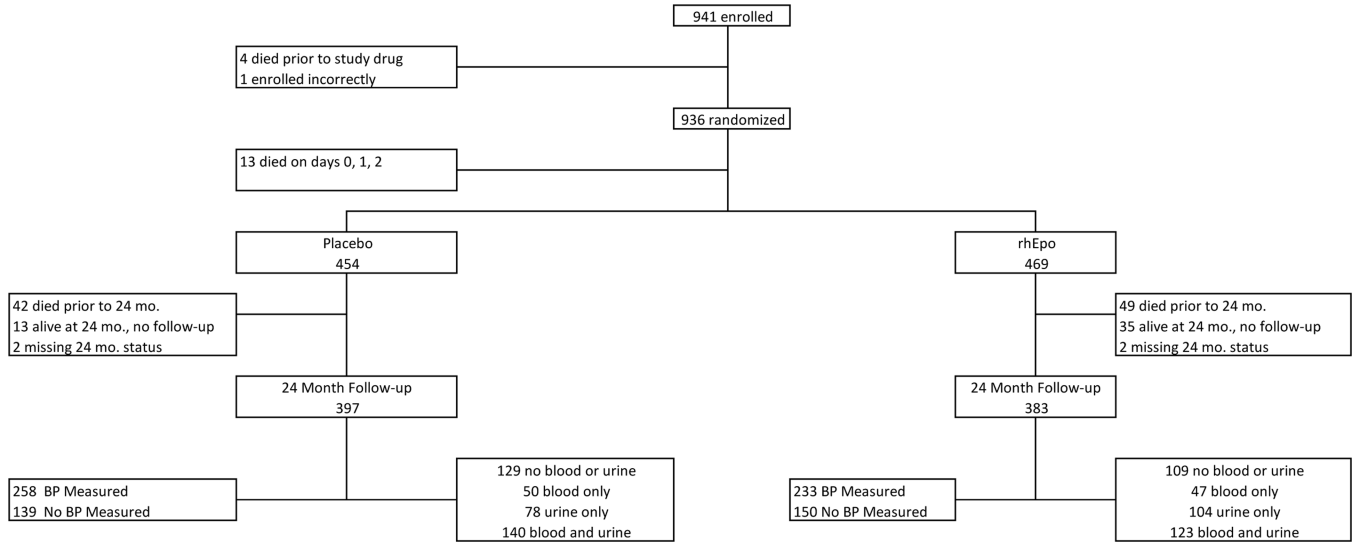 941 enrolled
4 died prior to study drug
1 enrolled incorrectly
936 randomized
13 died on days 0, 1, 2
Placebo
454
rhEpo
469
42 died prior to 24 mo.
13 alive at 24 mo., no follow-up
2 missing 24 mo. status
49 died prior to 24 mo.
35 alive at 24 mo., no follow-up
2 missing 24 mo. status
24 Month Follow-up
397
24 Month Follow-up
383
258 BP Measured
139 No BP Measured
129 no blood or urine
50 blood only
78 urine only
140 blood and urine
233 BP Measured
150 No BP Measured
109 no blood or urine
47 blood only
104 urine only
123 blood and urine